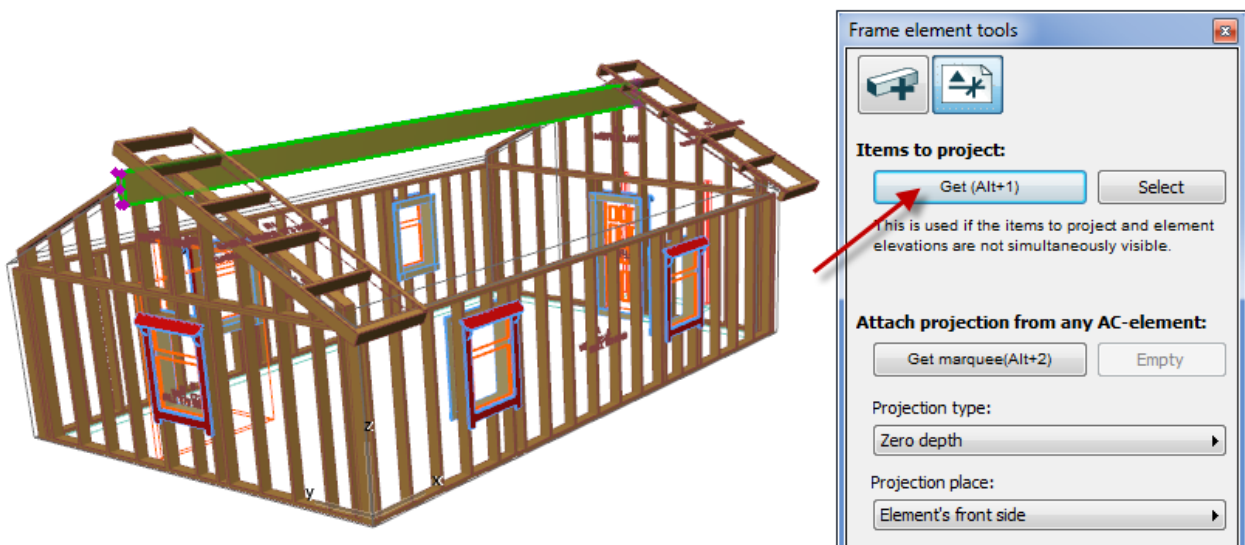 Frame element tools
Items to project:
Get (Alt+1)
Select
This is used if the items to project and element
elevations are not simultaneously visible.
Attach projection from any AC-element:
Get marquee(Alt+2)
Empty
Projection type:
Zero depth
Projection place:
Element's front side
z
x
y